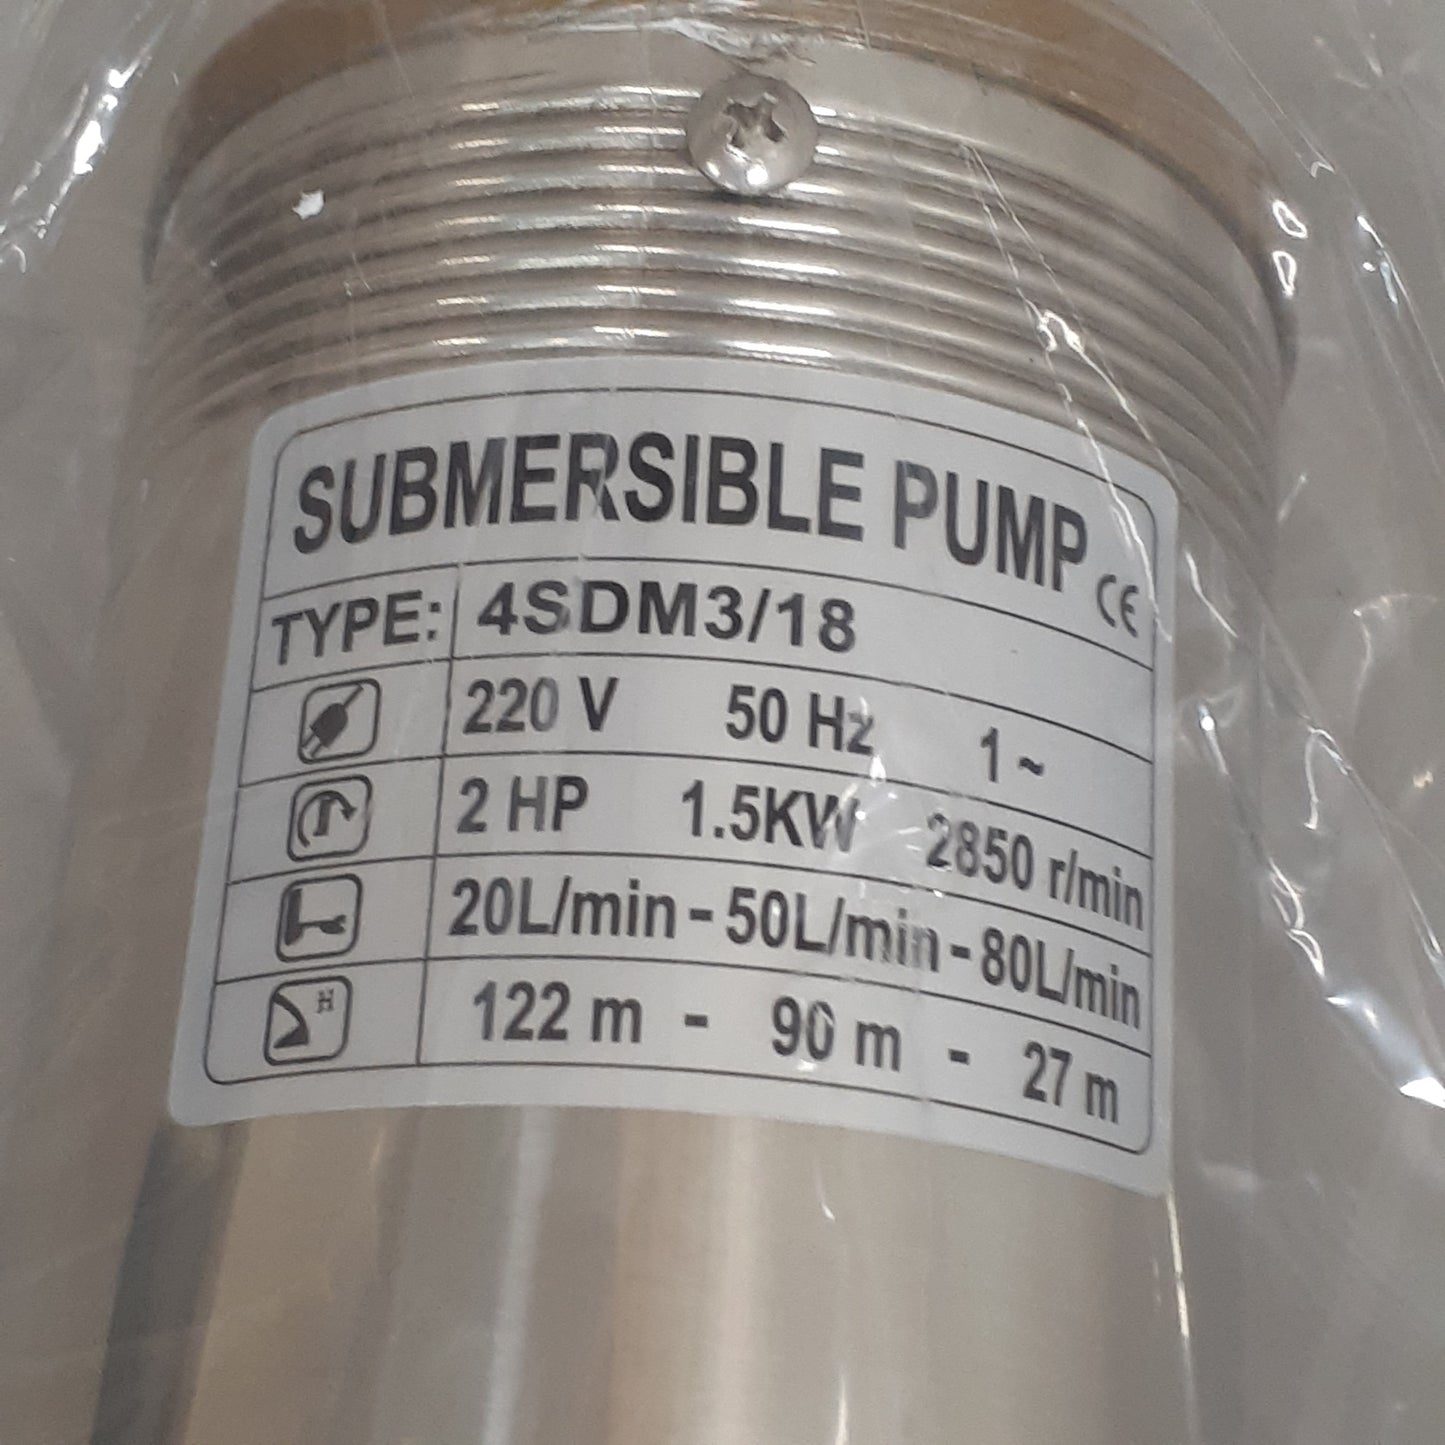 SUBMERSIBLE PUMP CE
TYPE: 4SDM3/18
220 V 50 Hz 1 ~
2 HP 1.5KW 2850 r/min
20L/min - 50L/min - 80L/min
H 122 m - 90 m - 27 m